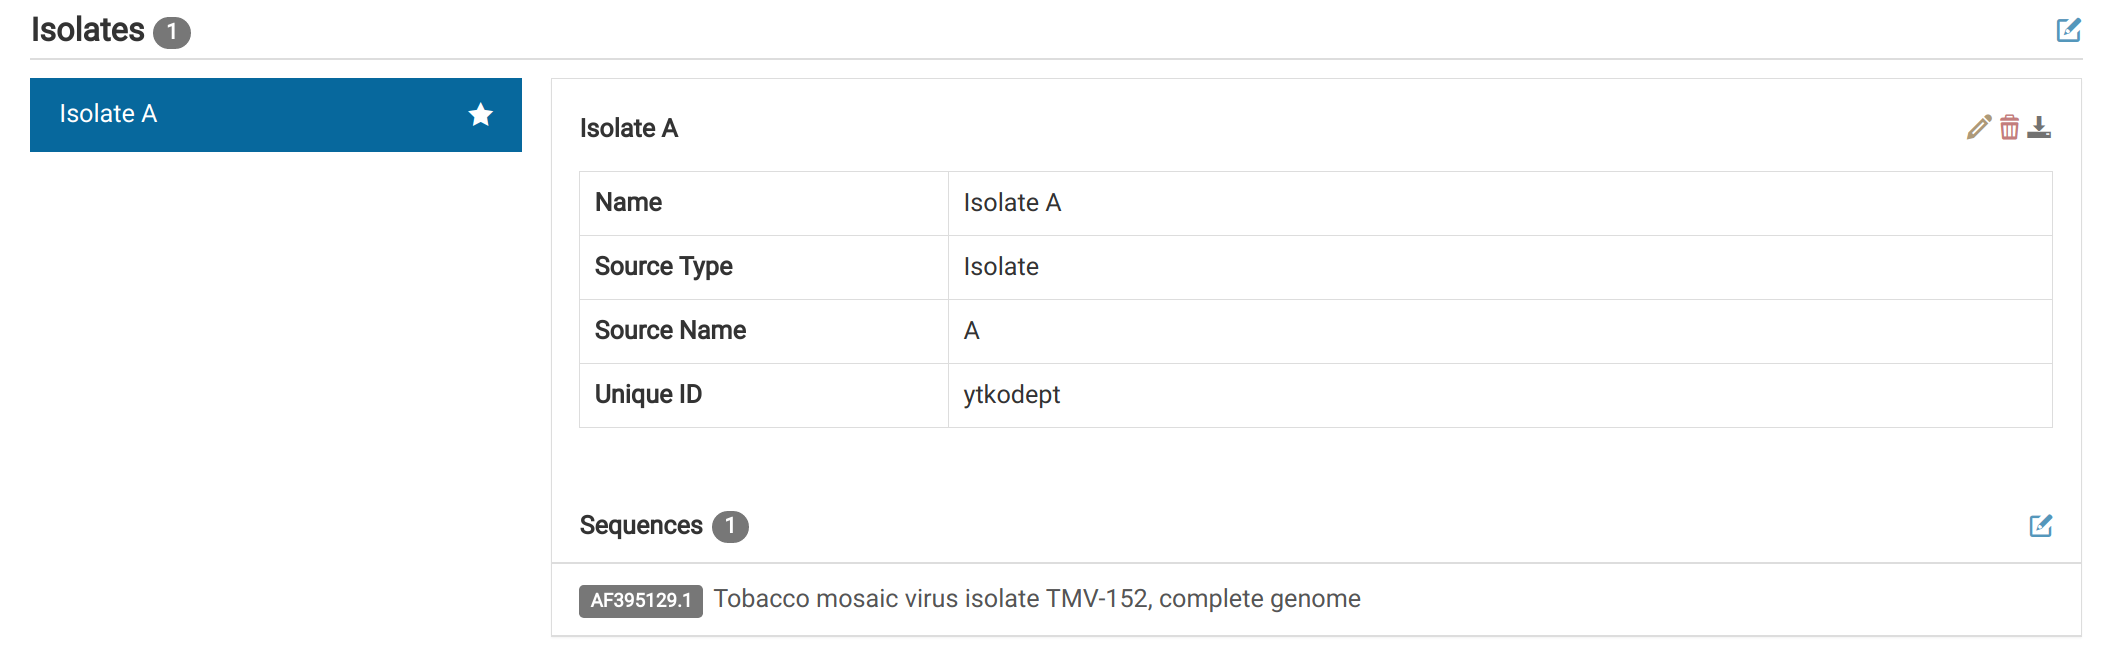 Isolates 1
Isolate A
Isolate A
Name Isolate A
Source Type Isolate
Source Name A
Unique ID ytkodept
Sequences 1
AF395129.1 Tobacco mosaic virus isolate TMV-152, complete genome